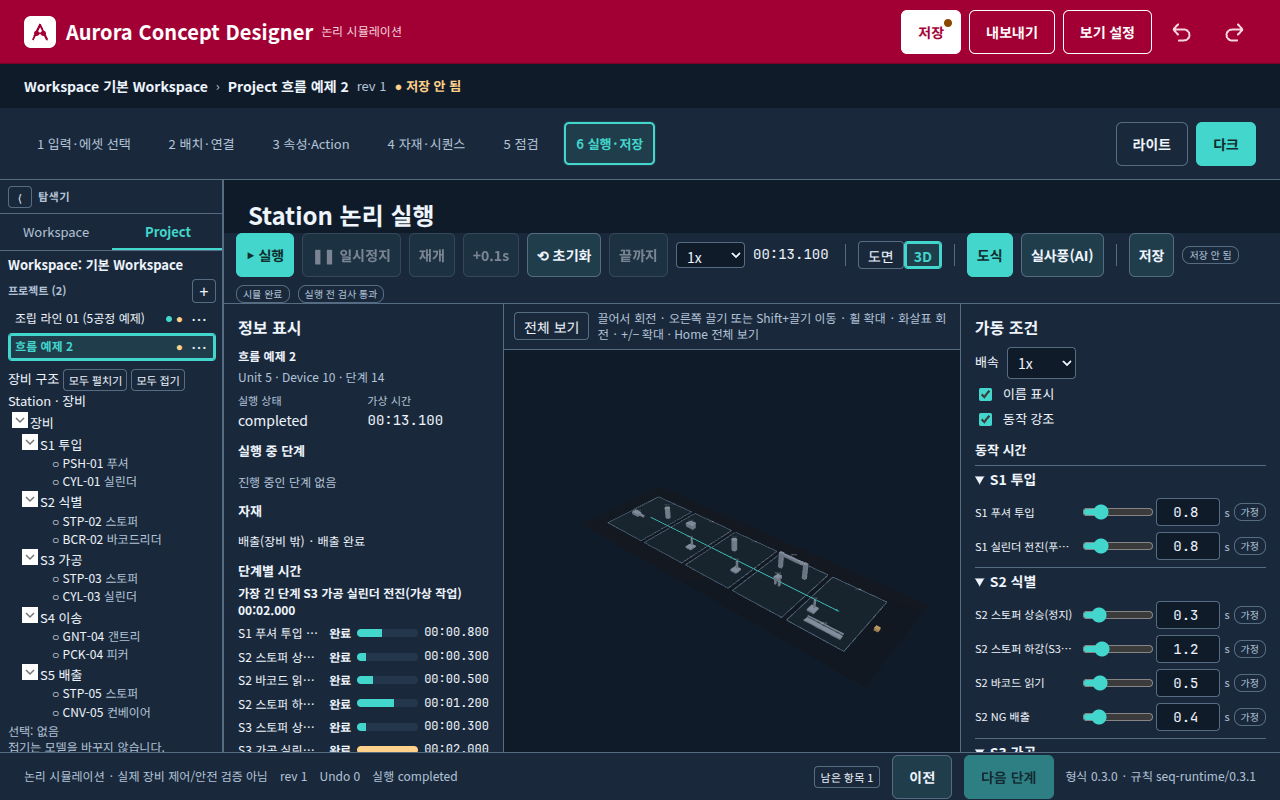 Aurora Concept Designer 논리 시뮬레이션
저장 내보내기 보기 설정
Workspace 기본 Workspace › Project 흐름 예제 2 rev 1 ● 저장 안 됨
1 입력·에셋 선택 2 배치·연결 3 속성·Action 4 자재·시퀀스 5 점검 6 실행·저장 라이트 다크
⟨ 탐색기
Workspace Project
Workspace: 기본 Workspace
프로젝트 (2) +
조립 라인 01 (5공정 예제) ● ● ···
흐름 예제 2 ● ···
장비 구조 모두 펼치기 모두 접기
Station · 장비
장비
S1 투입
○ PSH-01 푸셔
○ CYL-01 실린더
S2 식별
○ STP-02 스토퍼
○ BCR-02 바코드리더
S3 가공
○ STP-03 스토퍼
○ CYL-03 실린더
S4 이송
○ GNT-04 갠트리
○ PCK-04 피커
S5 배출
○ STP-05 스토퍼
○ CNV-05 컨베이어
선택: 없음
접기는 모델을 바꾸지 않습니다.
Station 논리 실행
▶ 실행 ❚❚ 일시정지 재개 +0.1s ⟲ 초기화 끝까지 1x 00:13.100 도면 3D 도식 실사풍(AI) 저장 저장 안 됨
시뮬 완료 실행 전 검사 통과
정보 표시
흐름 예제 2
Unit 5 · Device 10 · 단계 14
실행 상태 가상 시간
completed 00:13.100
실행 중 단계
진행 중인 단계 없음
자재
배출(장비 밖) · 배출 완료
단계별 시간
가장 긴 단계 S3 가공 실린더 전진(가상 작업)
00:02.000
S1 푸셔 투입 ··· 완료 00:00.800
S2 스토퍼 상··· 완료 00:00.300
S2 바코드 읽··· 완료 00:00.500
S2 스토퍼 하··· 완료 00:01.200
S3 스토퍼 상··· 완료 00:00.300
S3 가공 실린··· 완료 00:02.000
전체 보기
끌어서 회전 · 오른쪽 끌기 또는 Shift+끌기 이동 · 휠 확대 · 화살표 회
전 · +/− 확대 · Home 전체 보기
가동 조건
배속 1x
이름 표시
동작 강조
동작 시간
▼ S1 투입
S1 푸셔 투입 0.8 s 가정
S1 실린더 전진(푸··· 0.8 s 가정
▼ S2 식별
S2 스토퍼 상승(정지) 0.3 s 가정
S2 스토퍼 하강(S3··· 1.2 s 가정
S2 바코드 읽기 0.5 s 가정
S2 NG 배출 0.4 s 가정
▼ S3 가공
논리 시뮬레이션 · 실제 장비 제어/안전 검증 아님 rev 1 Undo 0 실행 completed 남은 항목 1 이전 다음 단계 형식 0.3.0 · 규칙 seq-runtime/0.3.1